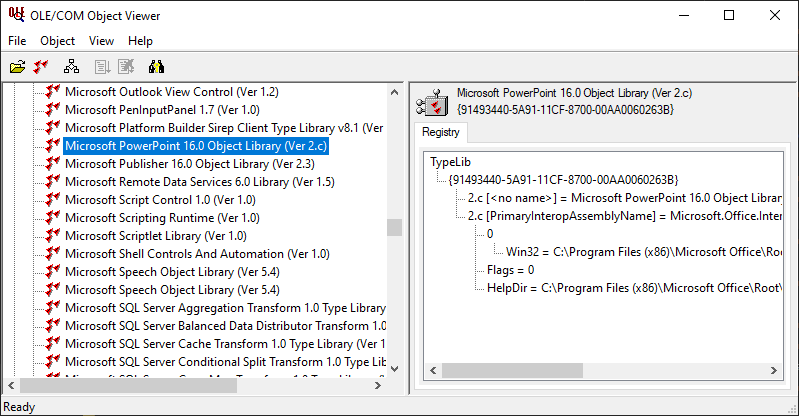 OLE/COM Object Viewer
File Object View Help
Microsoft Outlook View Control (Ver 1.2)
Microsoft PenInputPanel 1.7 (Ver 1.0)
Microsoft Platform Builder Sirep Client Type Library v8.1 (Ver
Microsoft PowerPoint 16.0 Object Library (Ver 2.c)
Microsoft Publisher 16.0 Object Library (Ver 2.3)
Microsoft Remote Data Services 6.0 Library (Ver 1.5)
Microsoft Script Control 1.0 (Ver 1.0)
Microsoft Scripting Runtime (Ver 1.0)
Microsoft Scriptlet Library (Ver 1.0)
Microsoft Shell Controls And Automation (Ver 1.0)
Microsoft Speech Object Library (Ver 5.4)
Microsoft Speech Object Library (Ver 5.4)
Microsoft SQL Server Aggregation Transform 1.0 Type Library
Microsoft SQL Server Balanced Data Distributor Transform 1.0
Microsoft SQL Server Cache Transform 1.0 Type Library (Ver 1
Microsoft SQL Server Conditional Split Transform 1.0 Type Lib
Microsoft PowerPoint 16.0 Object Library (Ver 2.c)
{91493440-5A91-11CF-8700-00AA0060263B}
Registry
TypeLib
{91493440-5A91-11CF-8700-00AA0060263B}
2.c [<no name>] = Microsoft PowerPoint 16.0 Object Library
2.c [PrimaryInteropAssemblyName] = Microsoft.Office.Inter
0
Win32 = C:\Program Files (x86)\Microsoft Office\Roo
Flags = 0
HelpDir = C:\Program Files (x86)\Microsoft Office\Root\
Ready